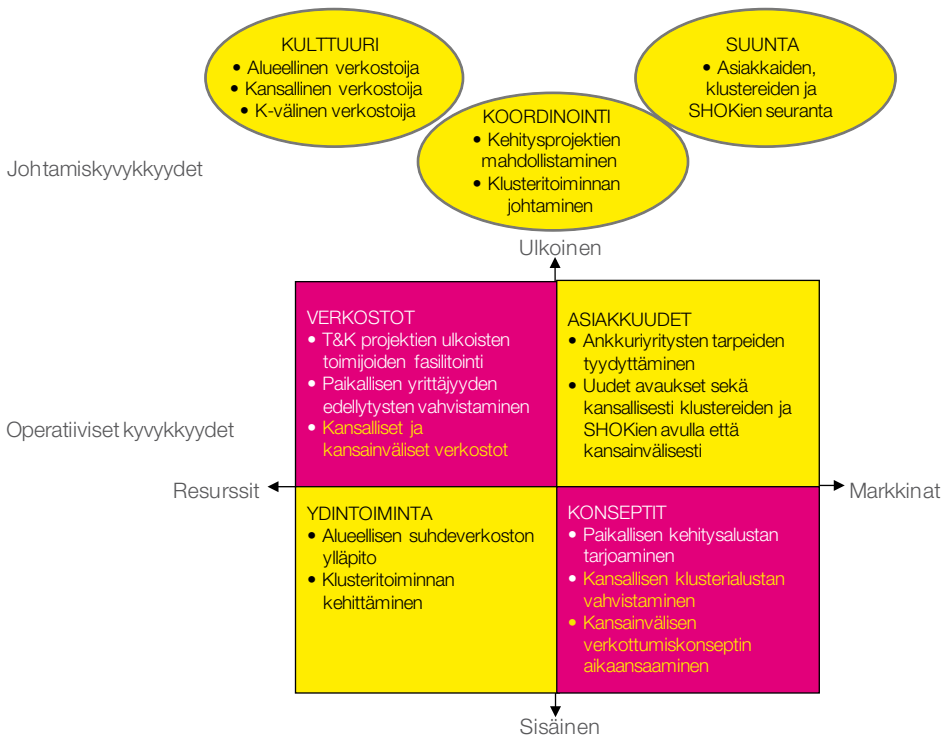 KULTTUURI
• Alueellinen verkostoija
• Kansallinen verkostoija
• K-välinen verkostoija
SUUNTA
• Asiakkaiden,
klustereiden ja
SHOKien seuranta
KOORDINOINTI
• Kehitysprojektien
mahdollistaminen
• Klusteritoiminnan
johtaminen
Johtamiskyvykkyydet
Ulkoinen
VERKOSTOT
• T&K projektien ulkoisten
toimijoiden fasilitointi
• Paikallisen yrittäjyyden
edellytysten vahvistaminen
• Kansalliset ja
kansainväliset verkostot
ASIAKKUUDET
• Ankkuriyritysten tarpeiden
tyydyttäminen
• Uudet avaukset sekä
kansallisesti klustereiden ja
SHOKien avulla että
kansainvälisesti
Operatiiviset kyvykkyydet
Resurssit
Markkinat
YDINTOIMINTA
• Alueellisen suhdeverkoston
ylläpito
• Klusteritoiminnan
kehittäminen
KONSEPTIT
• Paikallisen kehitysalustan
tarjoaminen
• Kansallisen klusterialustan
vahvistaminen
• Kansainvälisen
verkottumiskonseptin
aikaansaaminen
Sisäinen